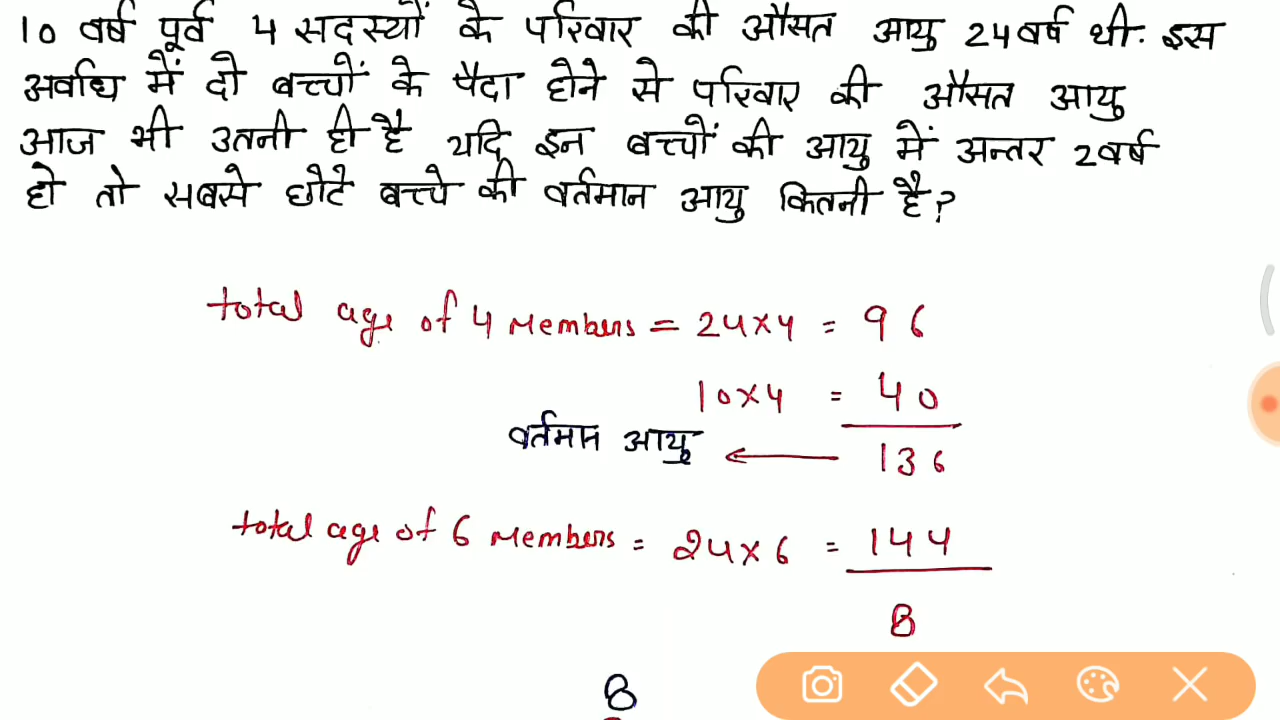 10 वर्ष पूर्व 4 सदस्यों के परिवार की औसत आयु 24 वर्ष थी. इस
अवधि में दो बच्चों के पैदा होने से परिवार की औसत आयु
आज भी उतनी ही है यदि इन बच्चों की आयु में अन्तर 2 वर्ष
हो तो सबसे छोटे बच्चे की वर्तमान आयु कितनी है?
total age of 4 Members = 24×4 = 96
10×4 = 40
वर्तमान आयु ← 136
total age of 6 Members = 24×6 = 144
8
8